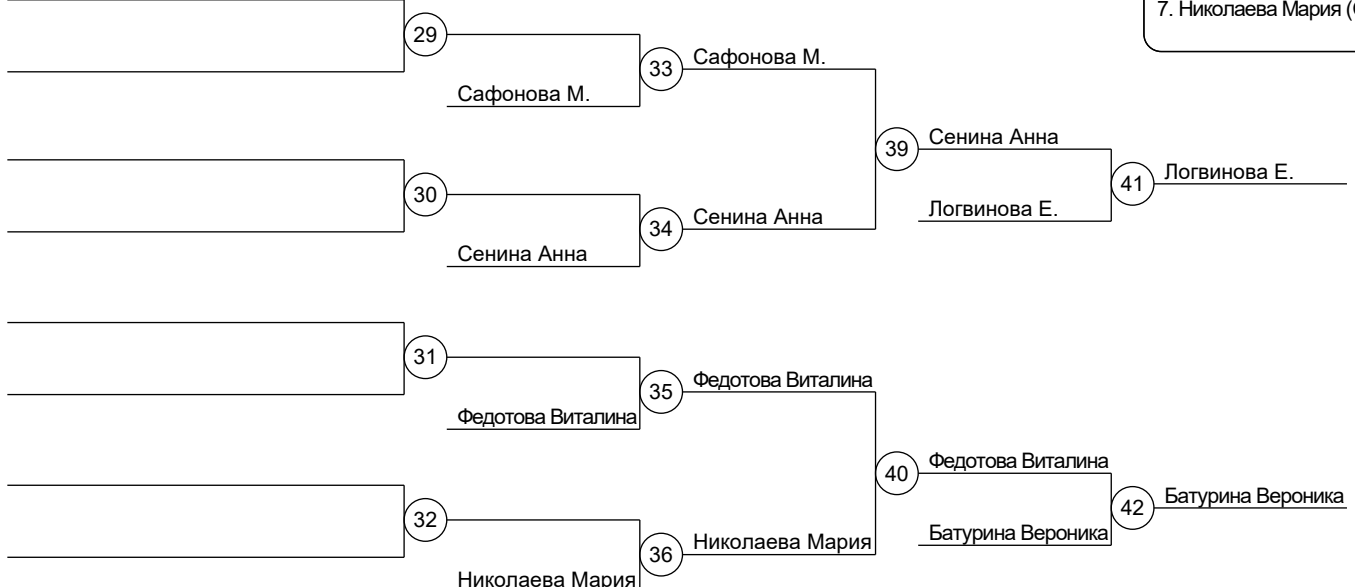 7. Николаева Мария (
29
33
Сафонова М.
Сафонова М.
39
Сенина Анна
41
Логвинова Е.
30
34
Сенина Анна
Логвинова Е.
Сенина Анна
31
35
Федотова Виталина
Федотова Виталина
40
Федотова Виталина
42
Батурина Вероника
32
36
Николаева Мария
Батурина Вероника
Николаева Мария